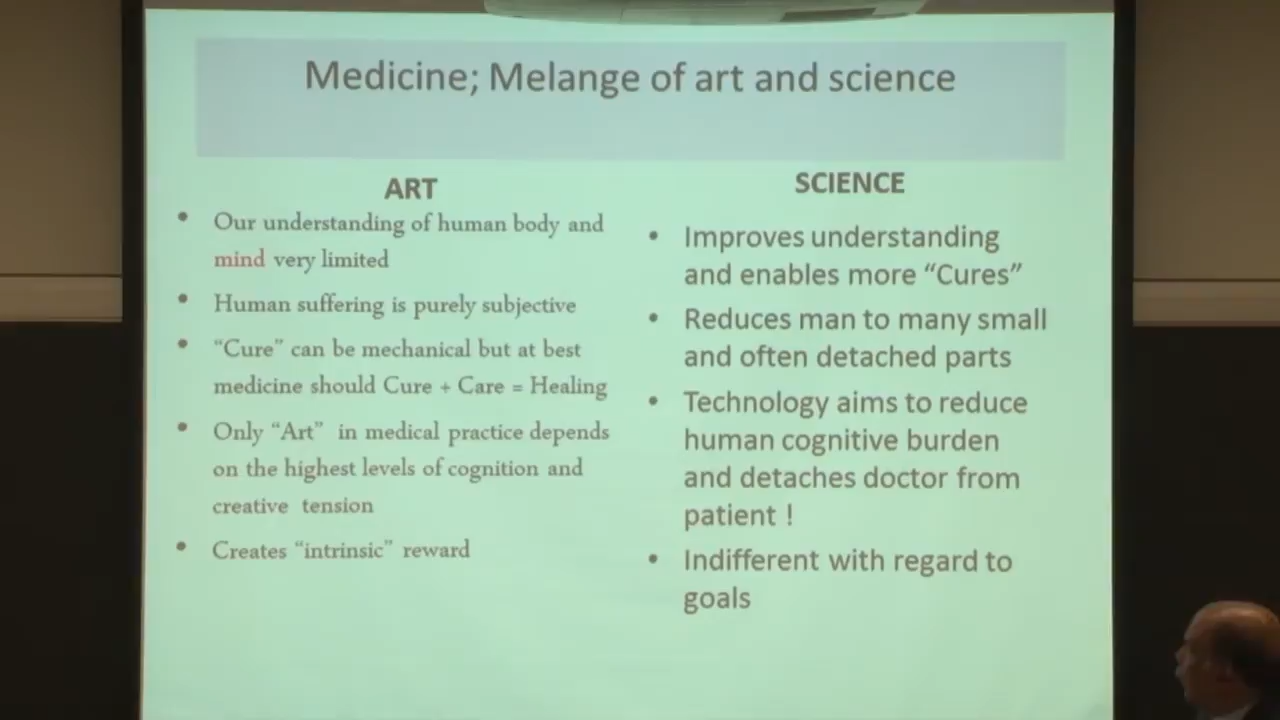 Medicine; Melange of art and science
ART
• Our understanding of human body and
mind very limited
• Human suffering is purely subjective
• “Cure” can be mechanical but at best
medicine should Cure + Care = Healing
• Only “Art” in medical practice depends
on the highest levels of cognition and
creative tension
• Creates “intrinsic” reward
SCIENCE
• Improves understanding
and enables more “Cures”
• Reduces man to many small
and often detached parts
• Technology aims to reduce
human cognitive burden
and detaches doctor from
patient !
• Indifferent with regard to
goals